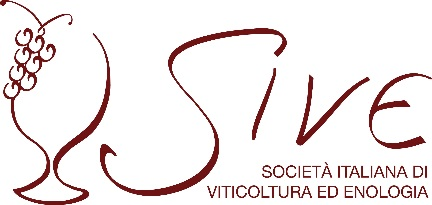 SIVE
SOCIETÀ ITALIANA DI
VITICOLTURA ED ENOLOGIA